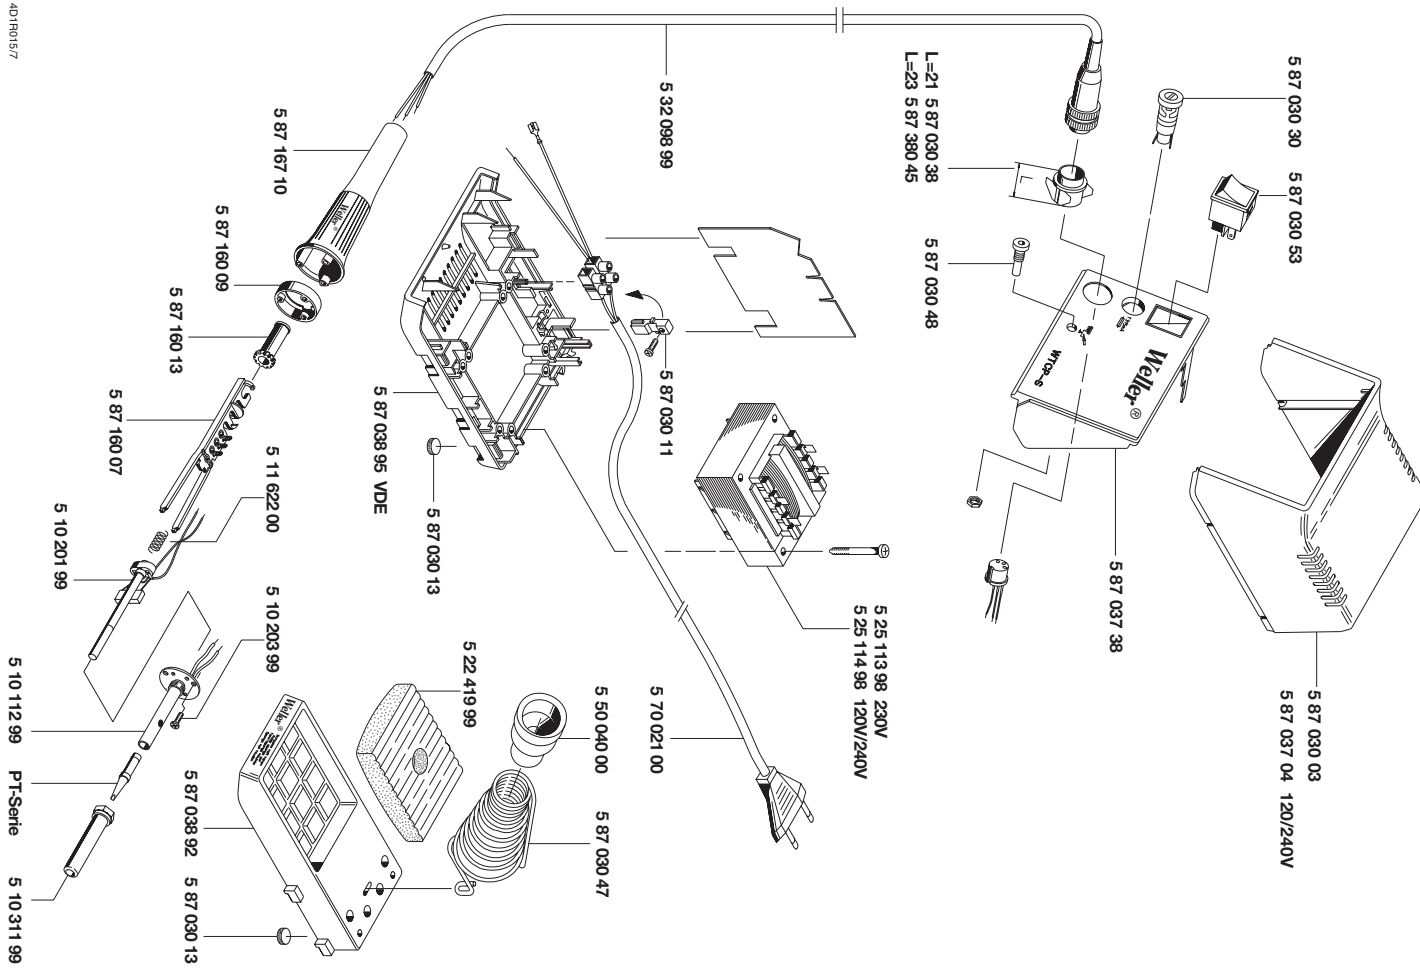 4D1R015/7
5 87 030 30
5 87 030 53
L=21 5 87 030 38
L=23 5 87 380 45
5 87 030 48
5 32 098 99
5 87 167 10
Weller®
5 87 160 09
5 87 160 13
5 87 160 07
5 11 622 00
5 10 201 99
5 10 203 99
5 10 112 99
PT-Serie
5 10 311 99
L
Weller®
WTCP-S
5 87 030 11
5 87 038 95 VDE
5 87 030 13
5 87 037 38
5 87 030 03
5 87 037 04 120/240V
5 25 113 98 230V
5 25 114 98 120V/240V
5 70 021 00
5 50 040 00
5 22 419 99
5 87 030 47
Weller®
5 87 038 92
5 87 030 13